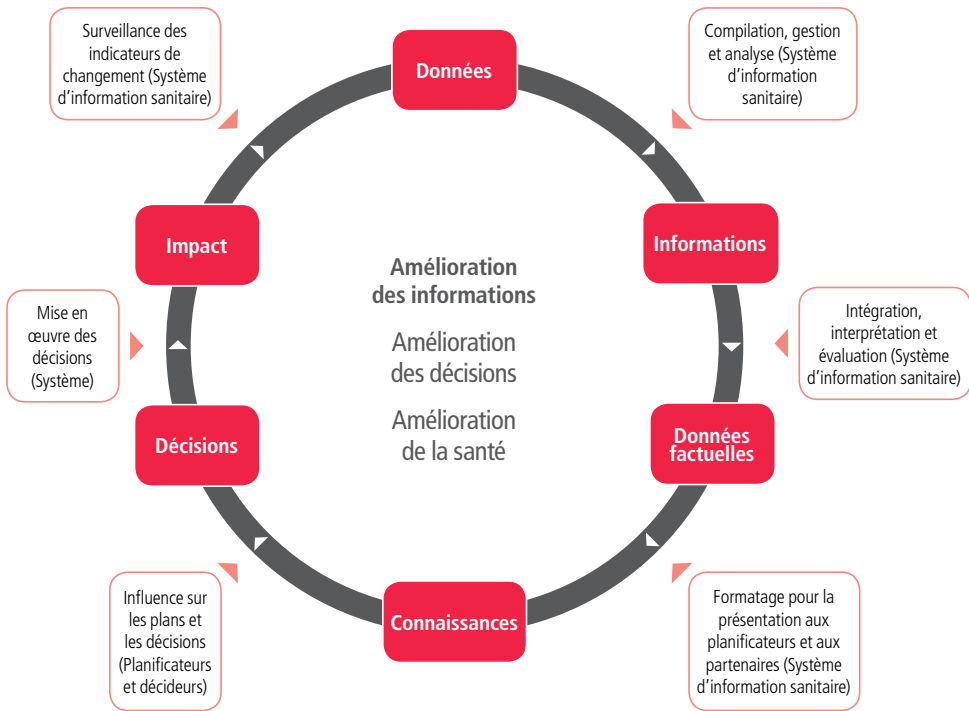 Données
Compilation, gestion
et analyse (Système
d'information
sanitaire)
Informations
Intégration,
interprétation et
évaluation (Système
d'information sanitaire)
Données
factuelles
Formatage pour la
présentation aux
planificateurs et aux
partenaires (Système
d'information sanitaire)
Connaissances
Influence sur
les plans et
les décisions
(Planificateurs
et décideurs)
Décisions
Mise en
œuvre des
décisions
(Système)
Impact
Surveillance des
indicateurs de
changement (Système
d'information sanitaire)
Amélioration
des informations
Amélioration
des décisions
Amélioration
de la santé